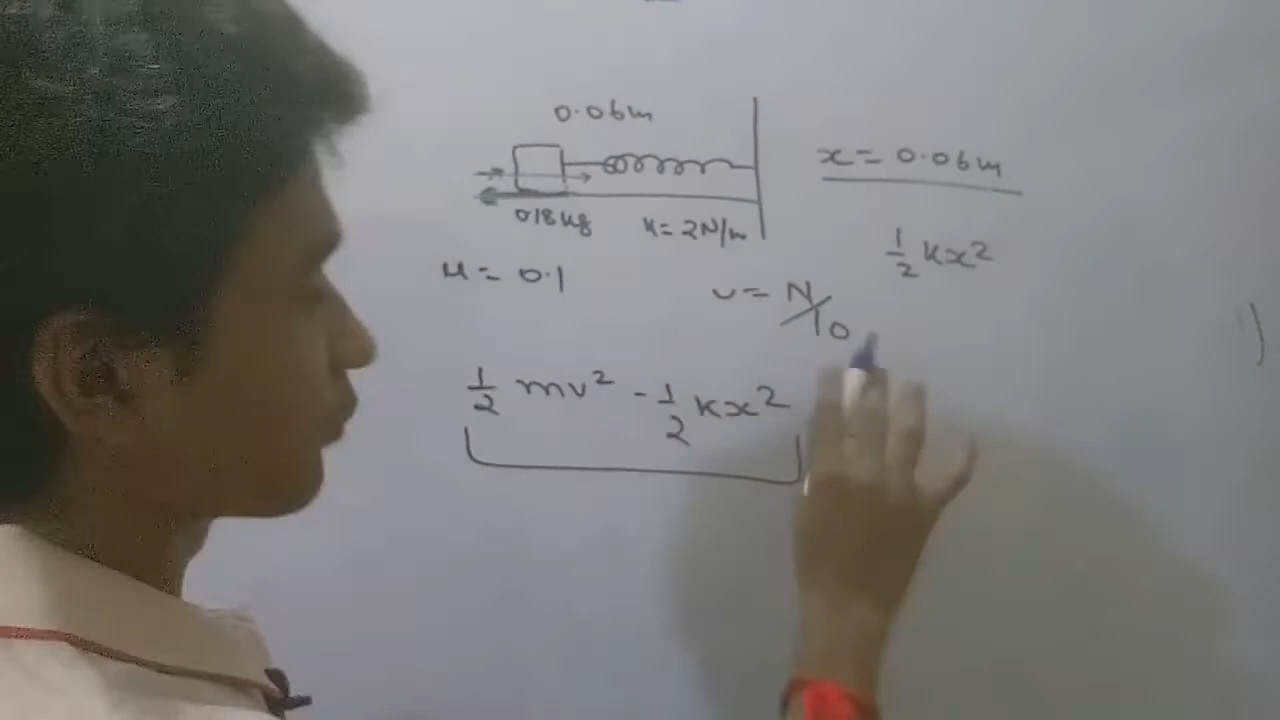 0.06m
x = 0.06m
0.18kg K = 2N/m
½ Kx²
μ = 0.1
v = N/10
½ mv² - ½ kx²
)